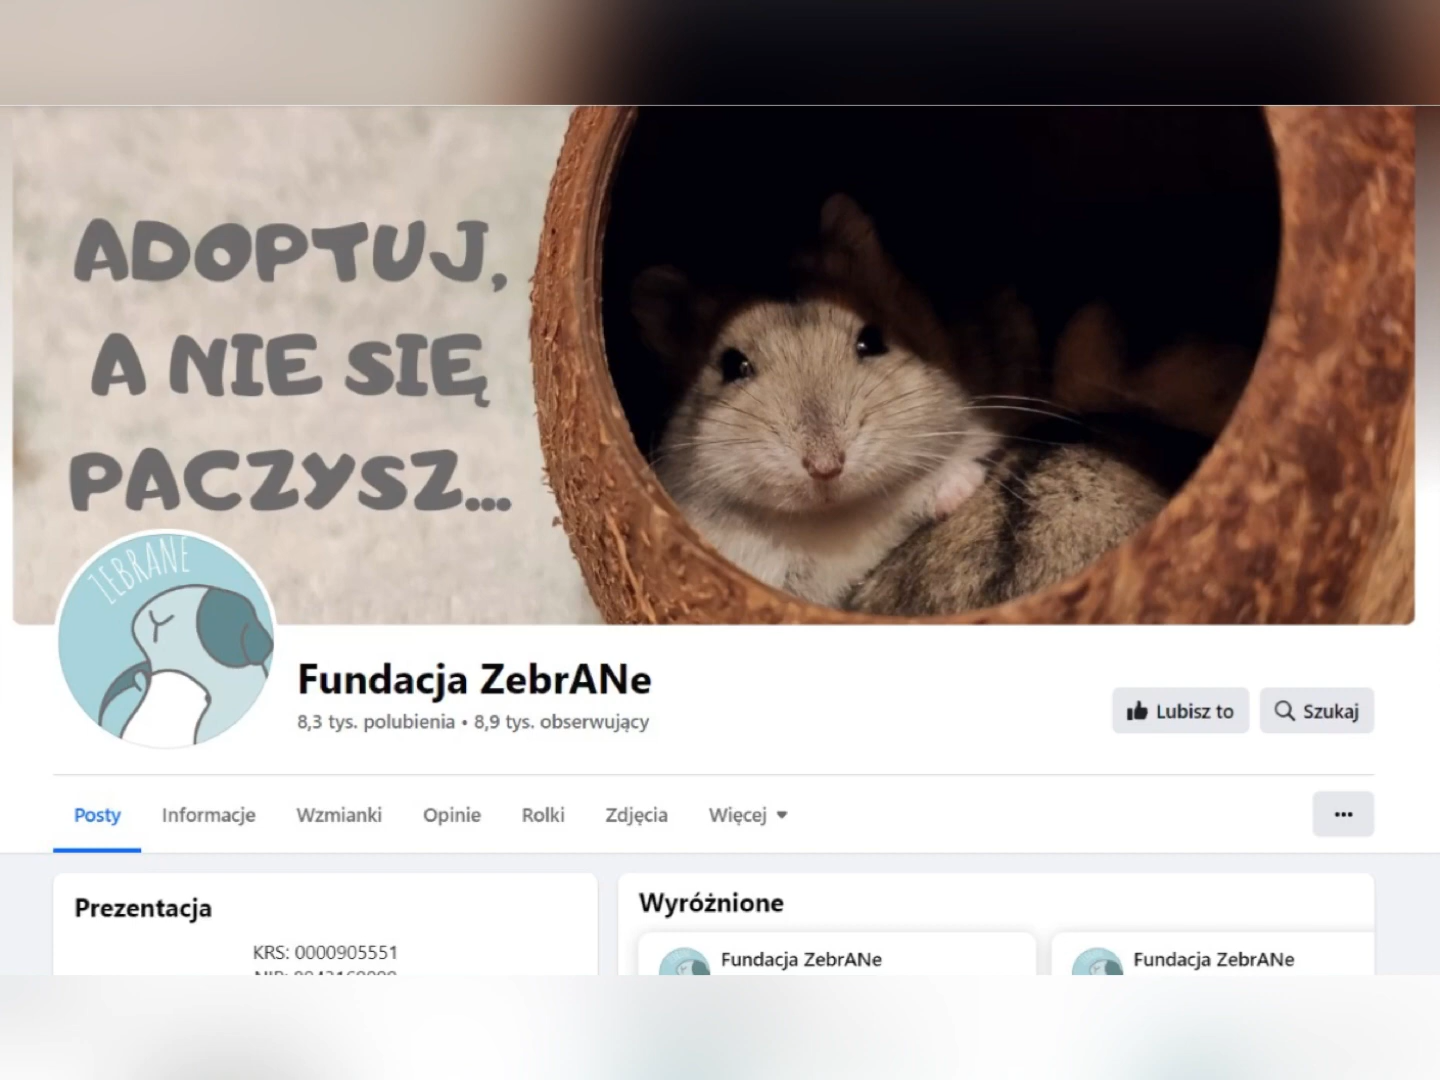 ADOPTUJ,
A NIE SIĘ
PACZYSZ...
ZEBRANE
Fundacja ZebrANe
8,3 tys. polubienia • 8,9 tys. obserwujący
Lubisz to
Szukaj
Posty
Informacje
Wzmianki
Opinie
Rolki
Zdjęcia
Więcej
Prezentacja
KRS: 0000905551
Wyróżnione
Fundacja ZebrANe
Fundacja ZebrANe